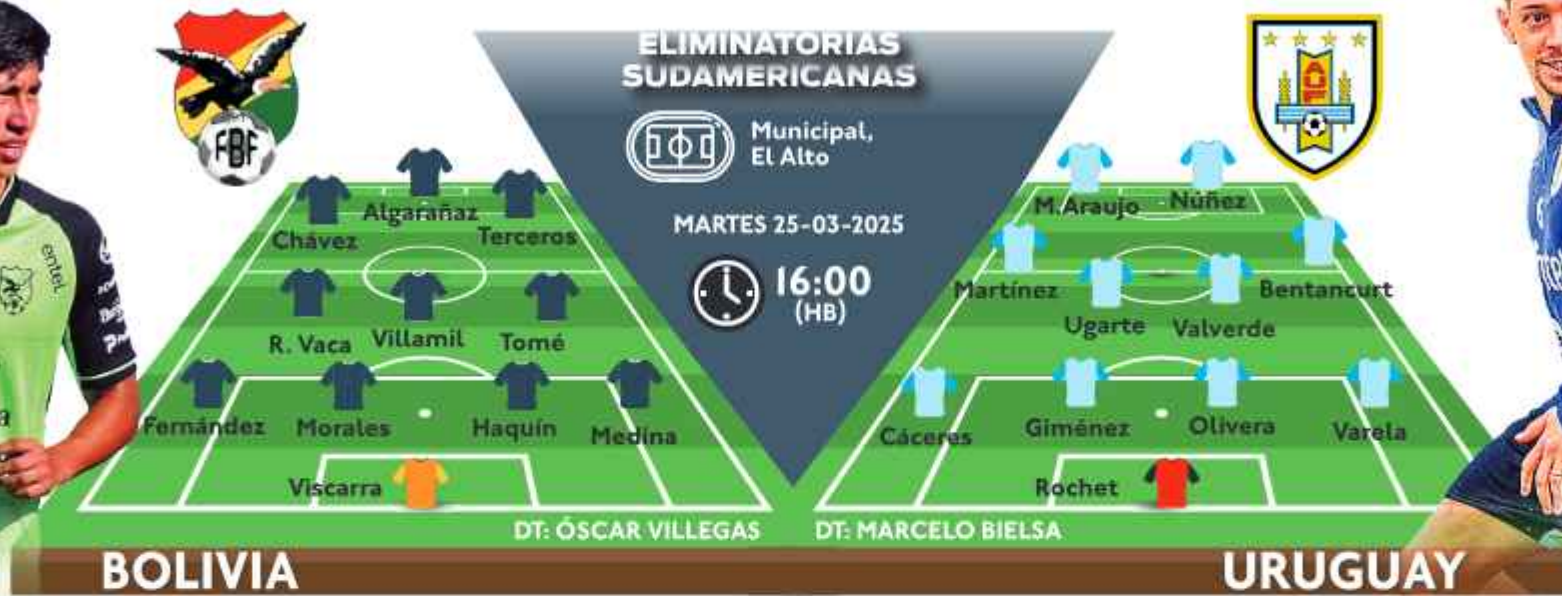 ELIMINATORIAS
SUDAMERICANAS
Municipal,
El Alto
MARTES 25-03-2025
16:00
(HB)
FBF
AUF
entel
Algarañaz
Chávez
Terceros
R. Vaca
Villamil
Tomé
Fernández
Morales
Haquín
Medina
Viscarra
DT: ÓSCAR VILLEGAS
BOLIVIA
M.Araujo
Núñez
Martínez
Bentancurt
Ugarte
Valverde
Cáceres
Giménez
Olivera
Varela
Rochet
DT: MARCELO BIELSA
URUGUAY